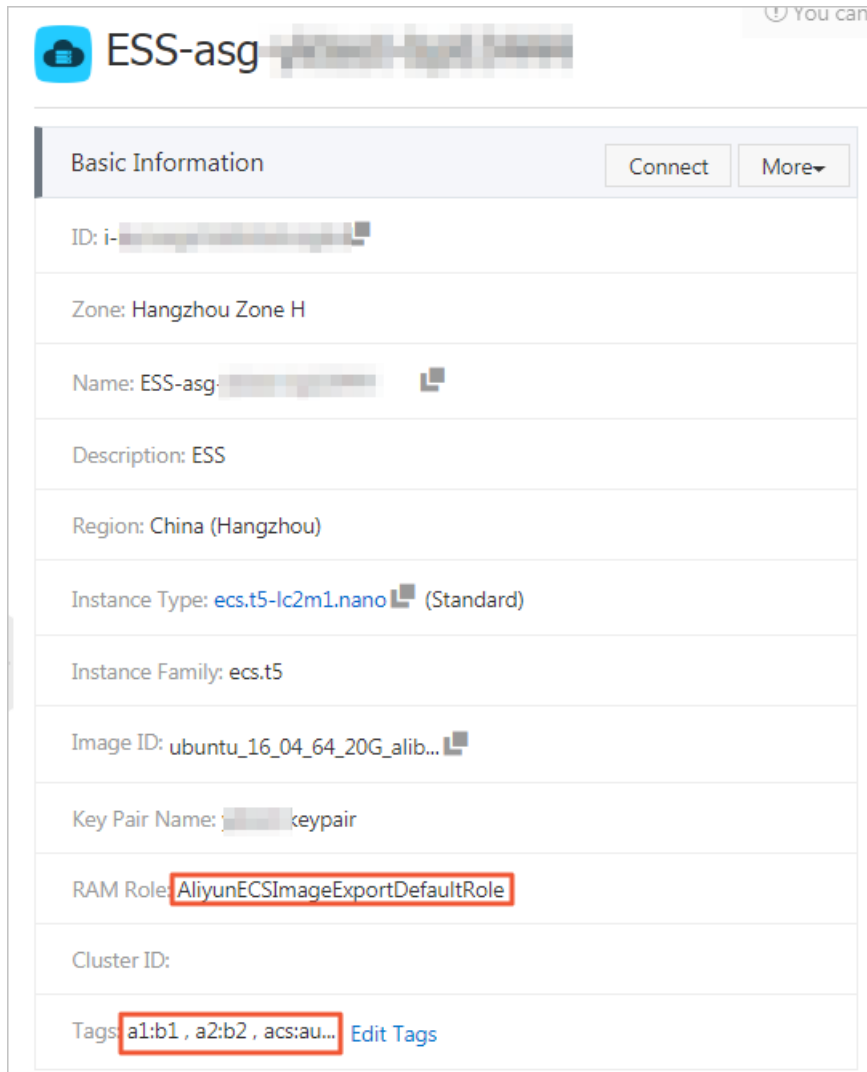 You can
ESS-asg
Basic Information
Connect
More
ID: i-
Zone: Hangzhou Zone H
Name: ESS-asg-
Description: ESS
Region: China (Hangzhou)
Instance Type: ecs.t5-lc2m1.nano (Standard)
Instance Family: ecs.t5
Image ID: ubuntu_16_04_64_20G_alib...
Key Pair Name: keypair
RAM Role: AliyunECSImageExportDefaultRole
Cluster ID:
Tags: a1:b1 , a2:b2 , acs:au... Edit Tags